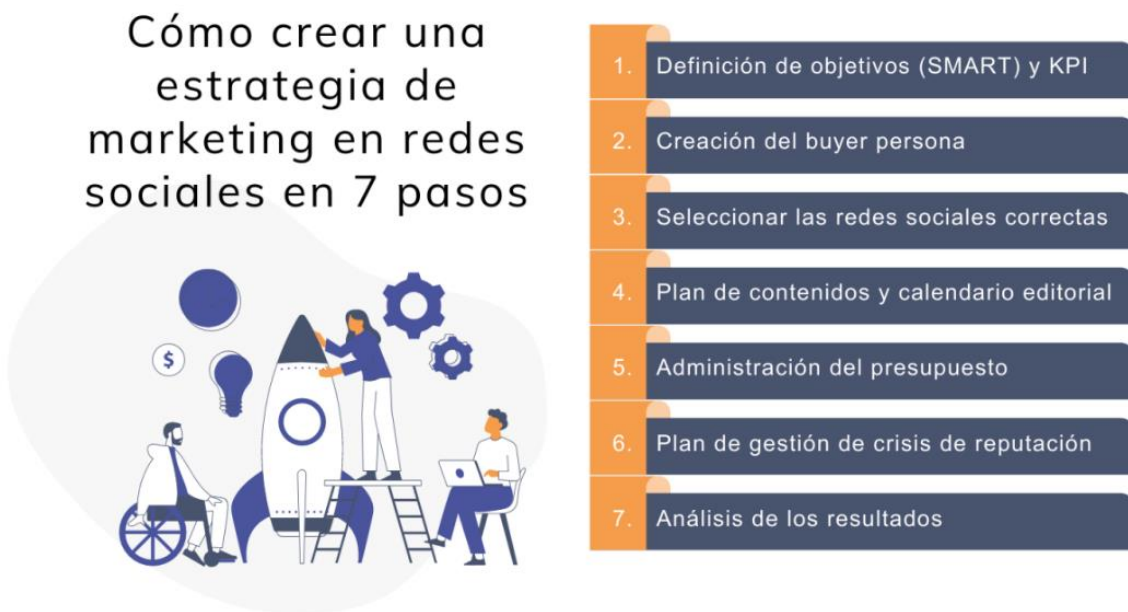 Cómo crear una
estrategia de
marketing en redes
sociales en 7 pasos
1. Definición de objetivos (SMART) y KPI
2. Creación del buyer persona
3. Seleccionar las redes sociales correctas
4. Plan de contenidos y calendario editorial
5. Administración del presupuesto
6. Plan de gestión de crisis de reputación
7. Análisis de los resultados
$